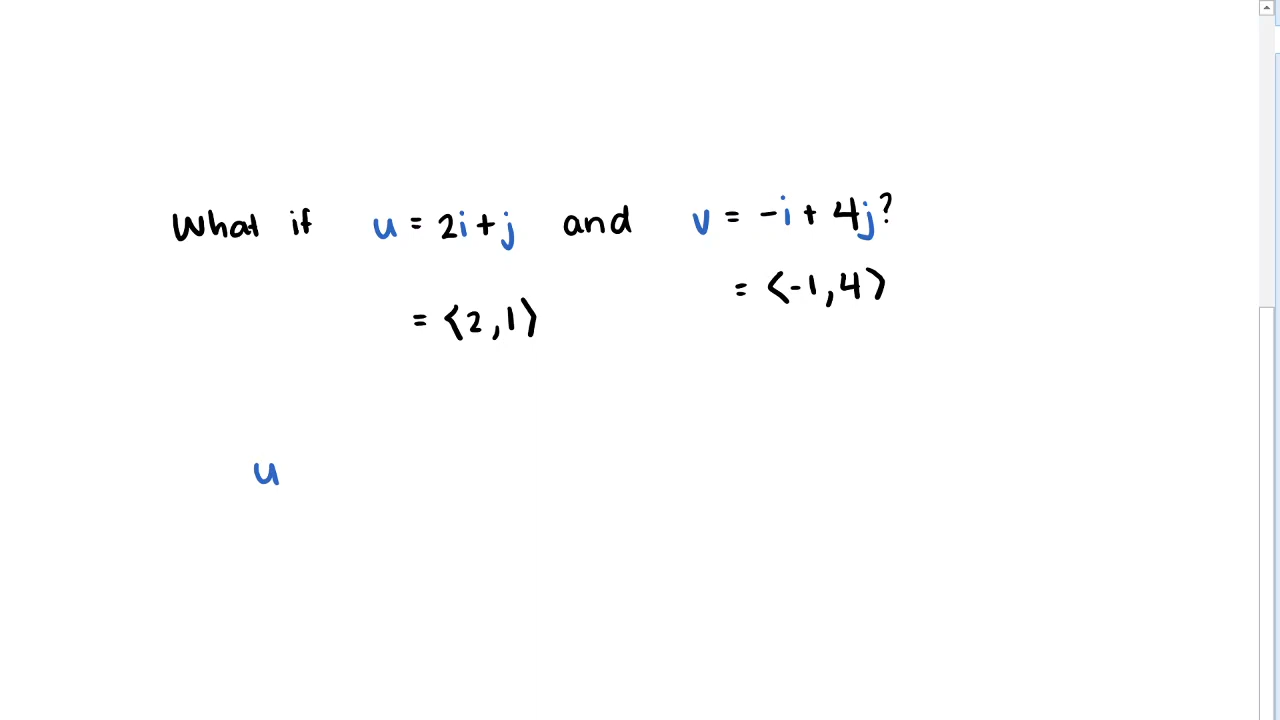 What if u = 2i + j and v = -i + 4j?
= ⟨2, 1⟩ = ⟨-1, 4⟩
u